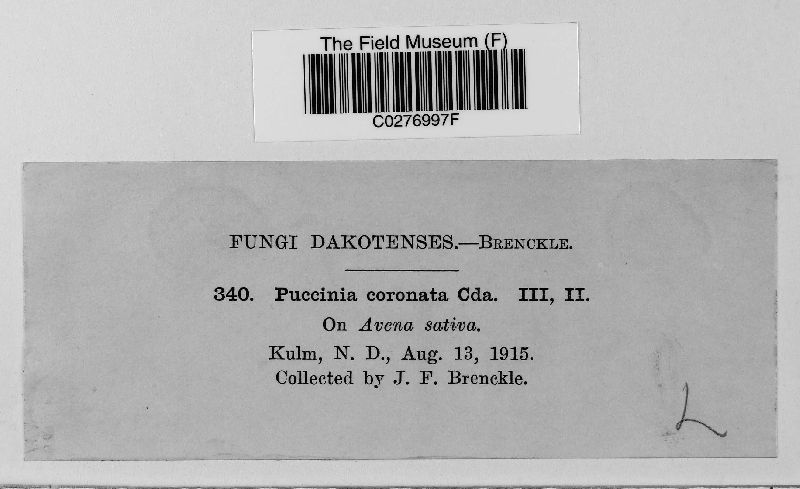 The Field Museum (F)
C0276997F
FUNGI DAKOTENSES.—BRENCKLE.
340. Puccinia coronata Cda. III, II.
On Avena sativa.
Kulm, N. D., Aug. 13, 1915.
Collected by J. F. Brenckle.
L